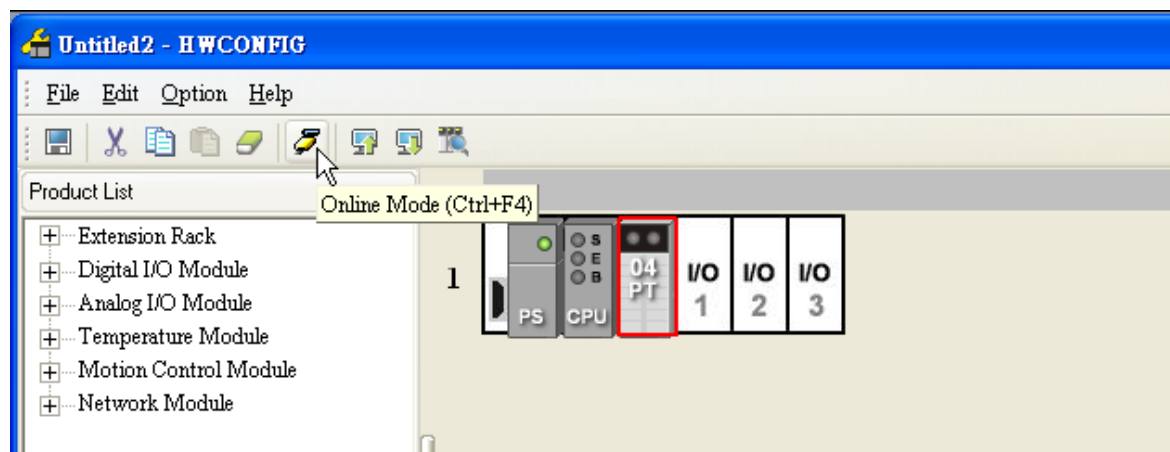 Untitled2 - HWCONFIG
File Edit Option Help
Product List
Online Mode (Ctrl+F4)
Extension Rack
Digital I/O Module
Analog I/O Module
Temperature Module
Motion Control Module
Network Module
1
PS
S
E
B
CPU
04
PT
I/O
1
I/O
2
I/O
3